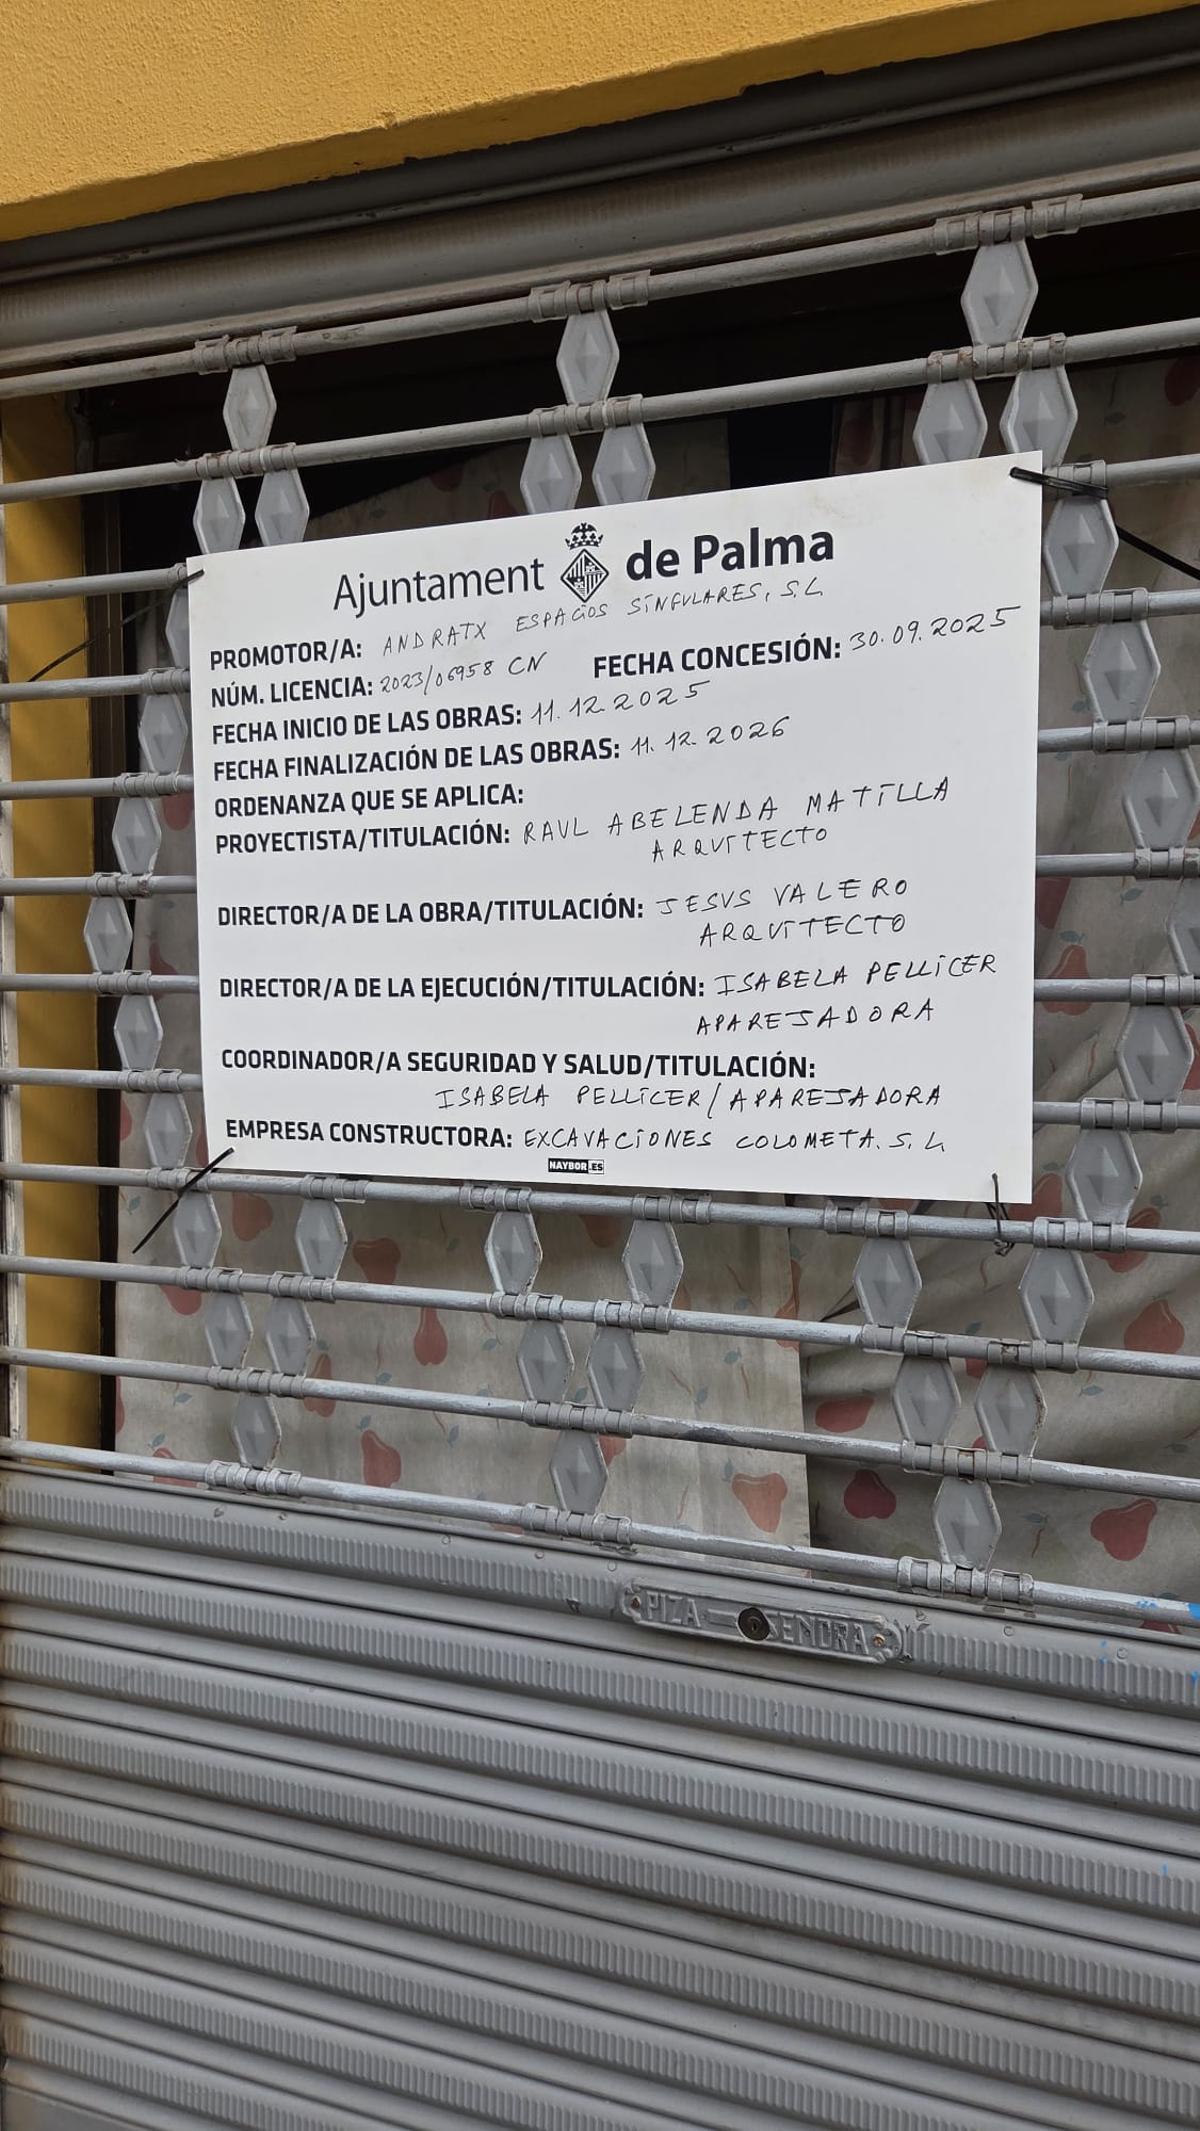 Ajuntament de Palma
PROMOTOR/A: ANDRATX ESPACIOS SINGULARES, S.L
NÚM. LICENCIA: 2023/06958 CN FECHA CONCESIÓN: 30.09.2025
FECHA INICIO DE LAS OBRAS: 11.12.2025
FECHA FINALIZACIÓN DE LAS OBRAS: 11.12.2026
ORDENANZA QUE SE APLICA:
PROYECTISTA/TITULACIÓN: RAUL ABELENDA MATILLA
ARQUITECTO
DIRECTOR/A DE LA OBRA/TITULACIÓN: JESUS VALERO
ARQUITECTO
DIRECTOR/A DE LA EJECUCIÓN/TITULACIÓN: ISABELA PELLICER
APAREJADORA
COORDINADOR/A SEGURIDAD Y SALUD/TITULACIÓN:
ISABELA PELLICER/APAREJADORA
EMPRESA CONSTRUCTORA: EXCAVACIONES COLOMETA. S. L
NAYBOR.ES
PIZA SENDRA